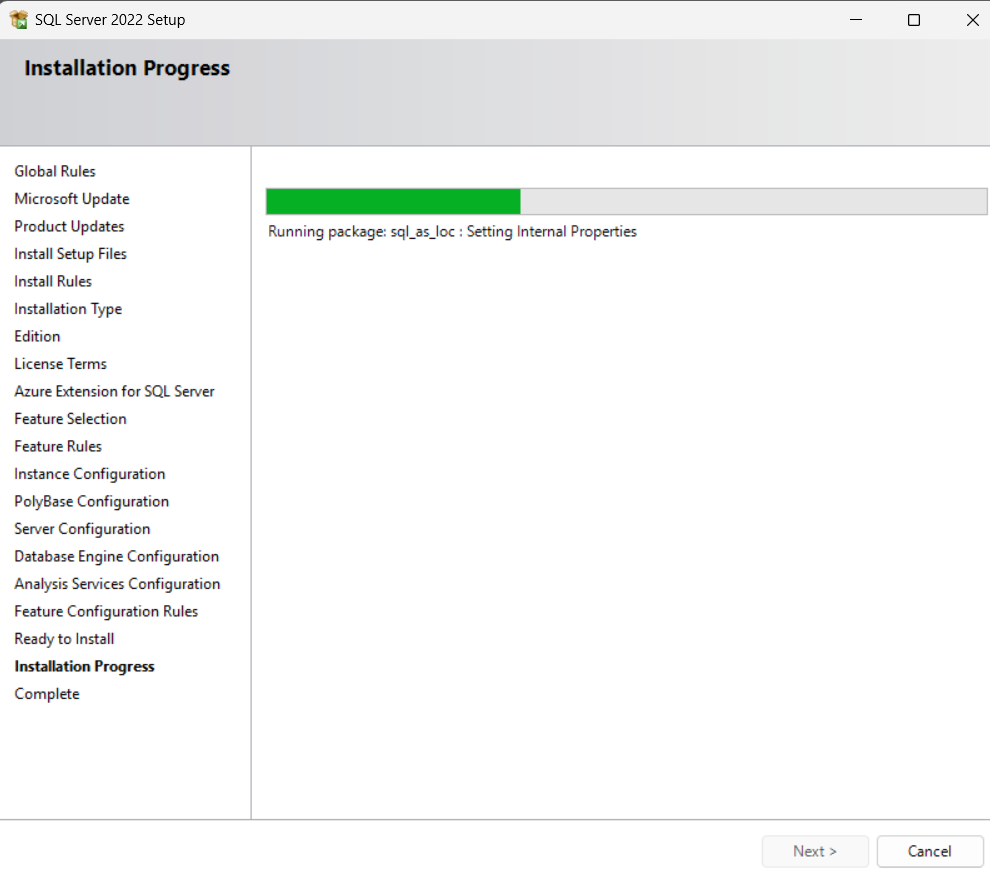 SQL Server 2022 Setup
Installation Progress
Global Rules
Microsoft Update
Product Updates
Install Setup Files
Install Rules
Installation Type
Edition
License Terms
Azure Extension for SQL Server
Feature Selection
Feature Rules
Instance Configuration
PolyBase Configuration
Server Configuration
Database Engine Configuration
Analysis Services Configuration
Feature Configuration Rules
Ready to Install
Installation Progress
Complete
Running package: sql_as_loc : Setting Internal Properties
Next >
Cancel